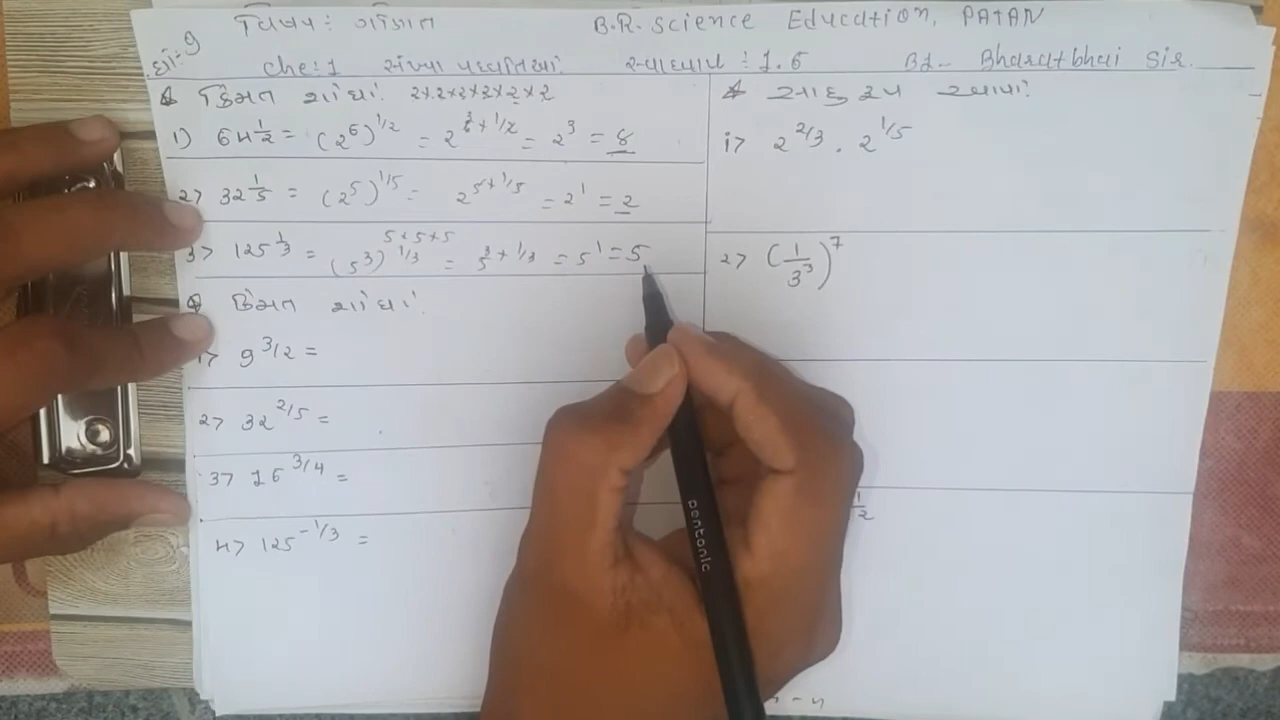 ધો:-9 વિષય: ગણિત B.R. Science Education, PATAN
Che:1 સંખ્યા પદ્ધતિઓ. સ્વાધ્યાય : 1.6 By- Bharatbhai Sir.
કિંમત શોધો. 2×2×2×2×2×2
1) 64^1/2 = (2^6)^1/2 = 2^6×1/2 = 2^3 = 8
2> 32^1/5 = (2^5)^1/5 = 2^5×1/5 = 2^1 = 2
5×5×5
3> 125^1/3 = (5^3)^1/3 = 5^3×1/3 = 5^1 = 5
કિંમત શોધો.
1> 9^3/2 =
2> 32^2/5 =
3> 16^3/4 =
4> 125^-1/3 =
સાદુ રૂપ આપો:
1> 2^2/3 . 2^1/5
2> (1/3^3)^7
1/2
pentonic